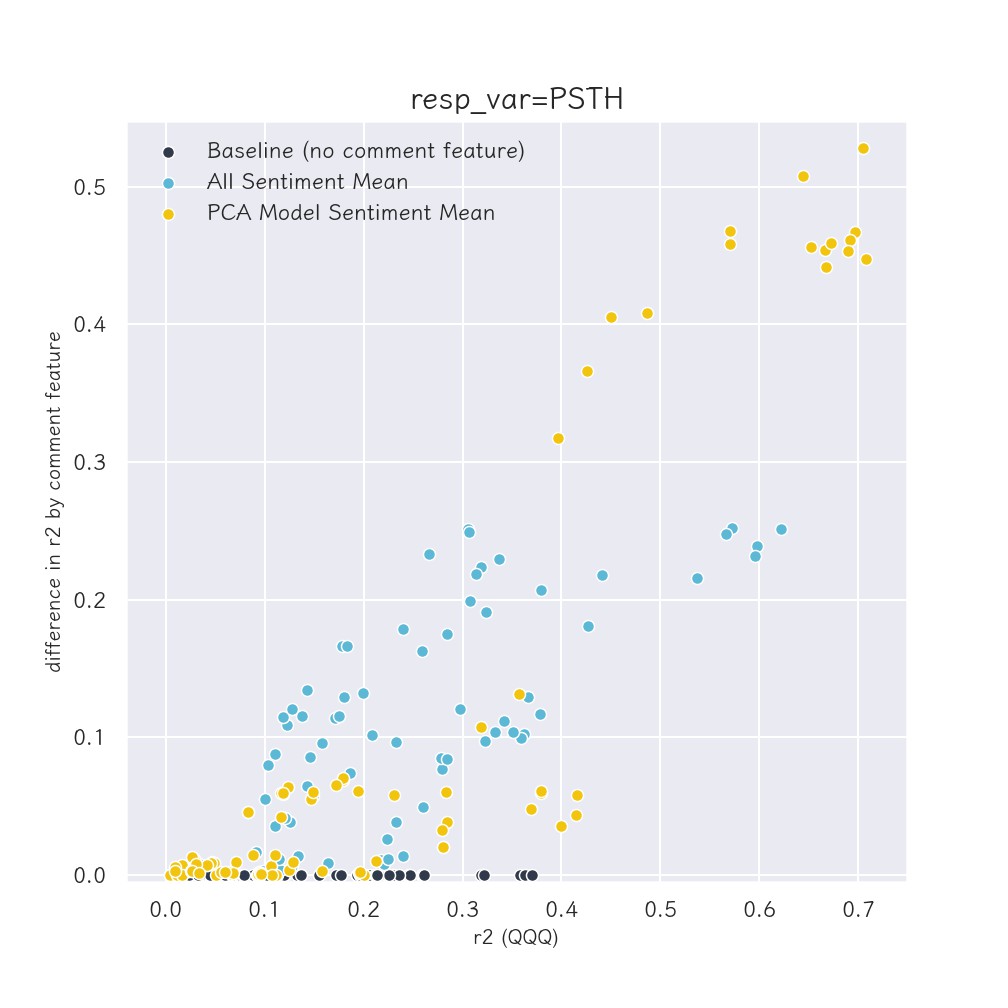 resp_var=PSTH
Baseline (no comment feature)
All Sentiment Mean
PCA Model Sentiment Mean
difference in r2 by comment feature
0.5
0.4
0.3
0.2
0.1
0.0
0.0 0.1 0.2 0.3 0.4 0.5 0.6 0.7
r2 (QQQ)